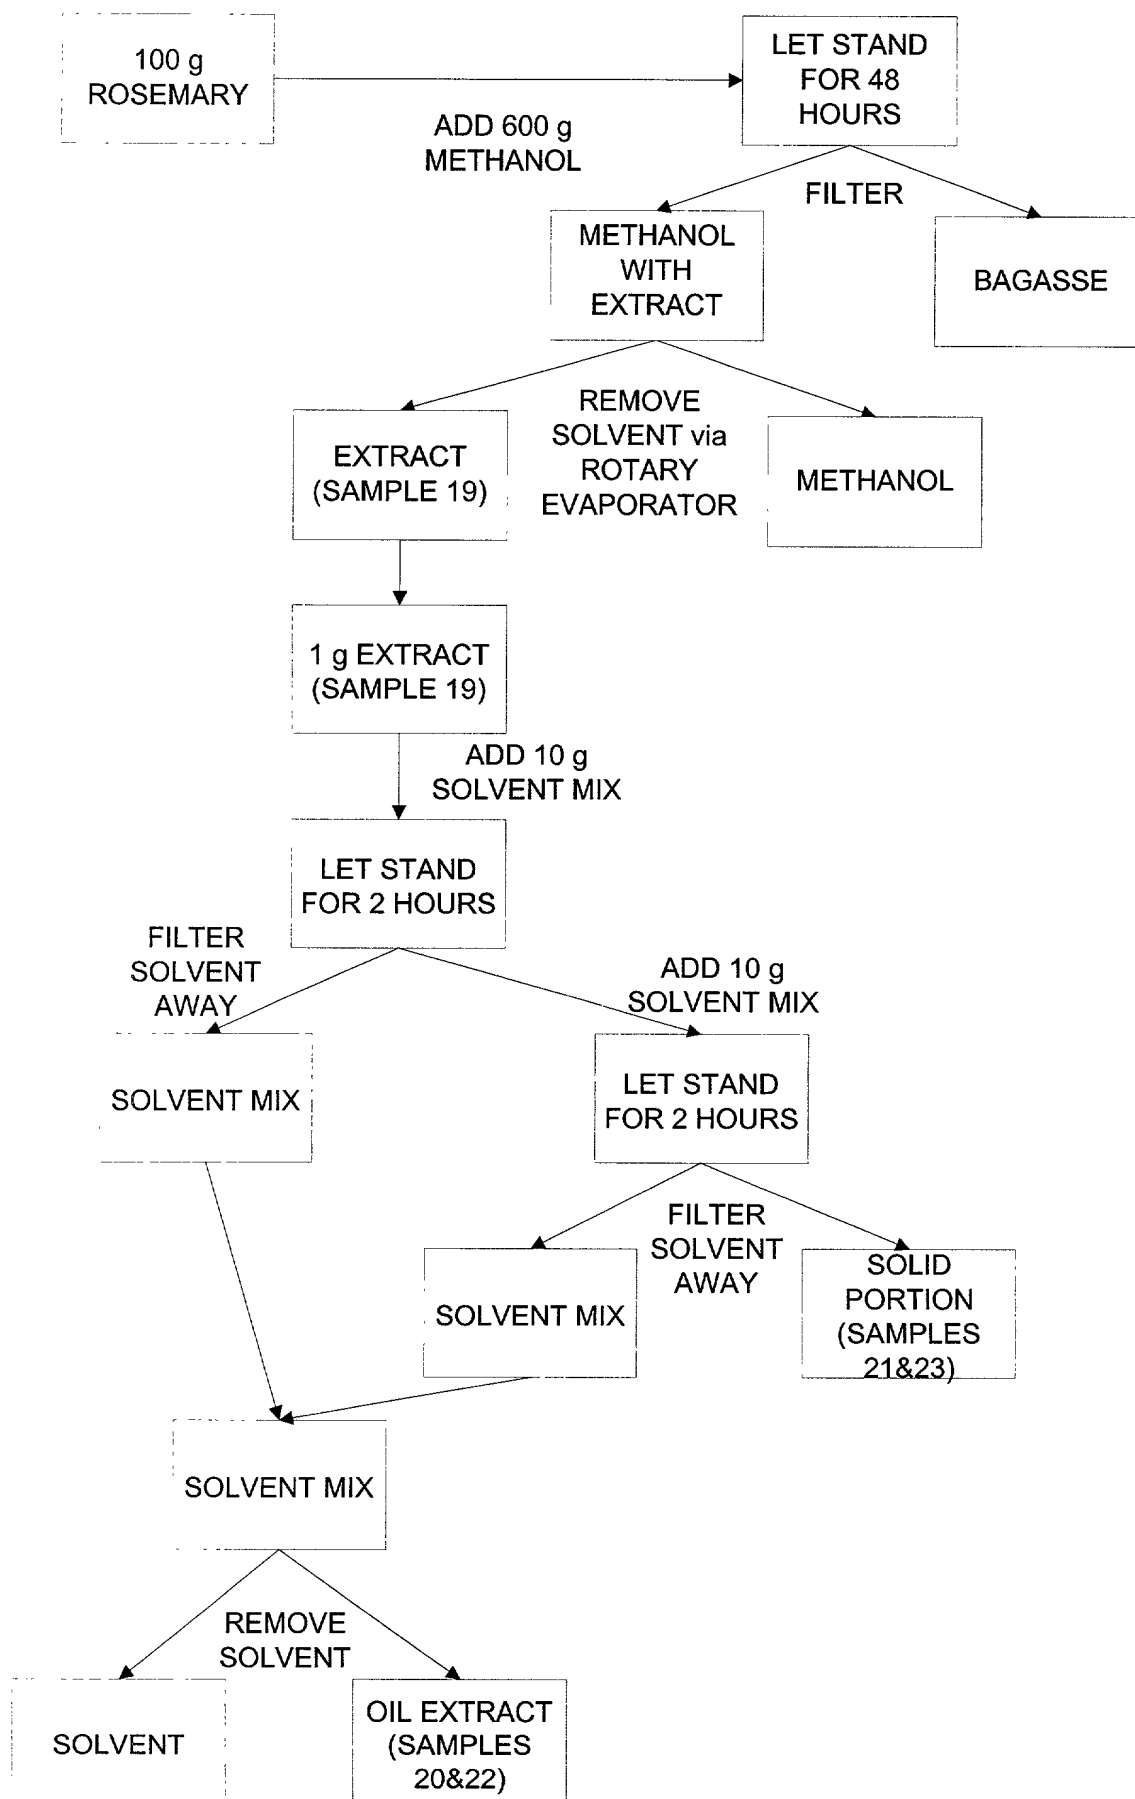 100 g
ROSEMARY
LET STAND
FOR 48
HOURS
ADD 600 g
METHANOL
FILTER
METHANOL
WITH
EXTRACT
BAGASSE
REMOVE
SOLVENT via
ROTARY
EVAPORATOR
EXTRACT
(SAMPLE 19)
METHANOL
1 g EXTRACT
(SAMPLE 19)
ADD 10 g
SOLVENT MIX
LET STAND
FOR 2 HOURS
FILTER
SOLVENT
AWAY
ADD 10 g
SOLVENT MIX
SOLVENT MIX
LET STAND
FOR 2 HOURS
FILTER
SOLVENT
AWAY
SOLVENT MIX
SOLID
PORTION
(SAMPLES
21&23)
SOLVENT MIX
REMOVE
SOLVENT
SOLVENT
OIL EXTRACT
(SAMPLES
20&22)